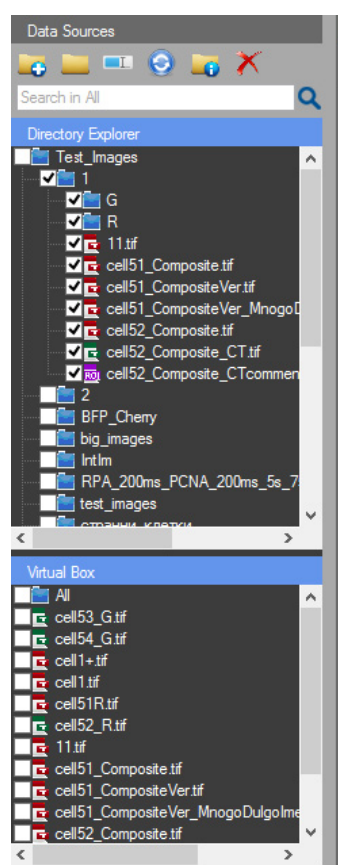 Data Sources
Search in All
Directory Explorer
Test_Images
1
G
R
11.tif
cell51_Composite.tif
cell51_CompositeVer.tif
cell51_CompositeVer_MnogoD
cell52_Composite.tif
cell52_Composite_CT.tif
ROI cell52_Composite_CTcommen
2
BFP_Cherry
big_images
IntIm
RPA_200ms_PCNA_200ms_5s_7
test_images
странни_клетки
Virtual Box
All
cell53_G.tif
cell54_G.tif
cell1+.tif
cell1.tif
cell51R.tif
cell52_R.tif
11.tif
cell51_Composite.tif
cell51_CompositeVer.tif
cell51_CompositeVer_MnogoDulgoIme
cell52_Composite.tif